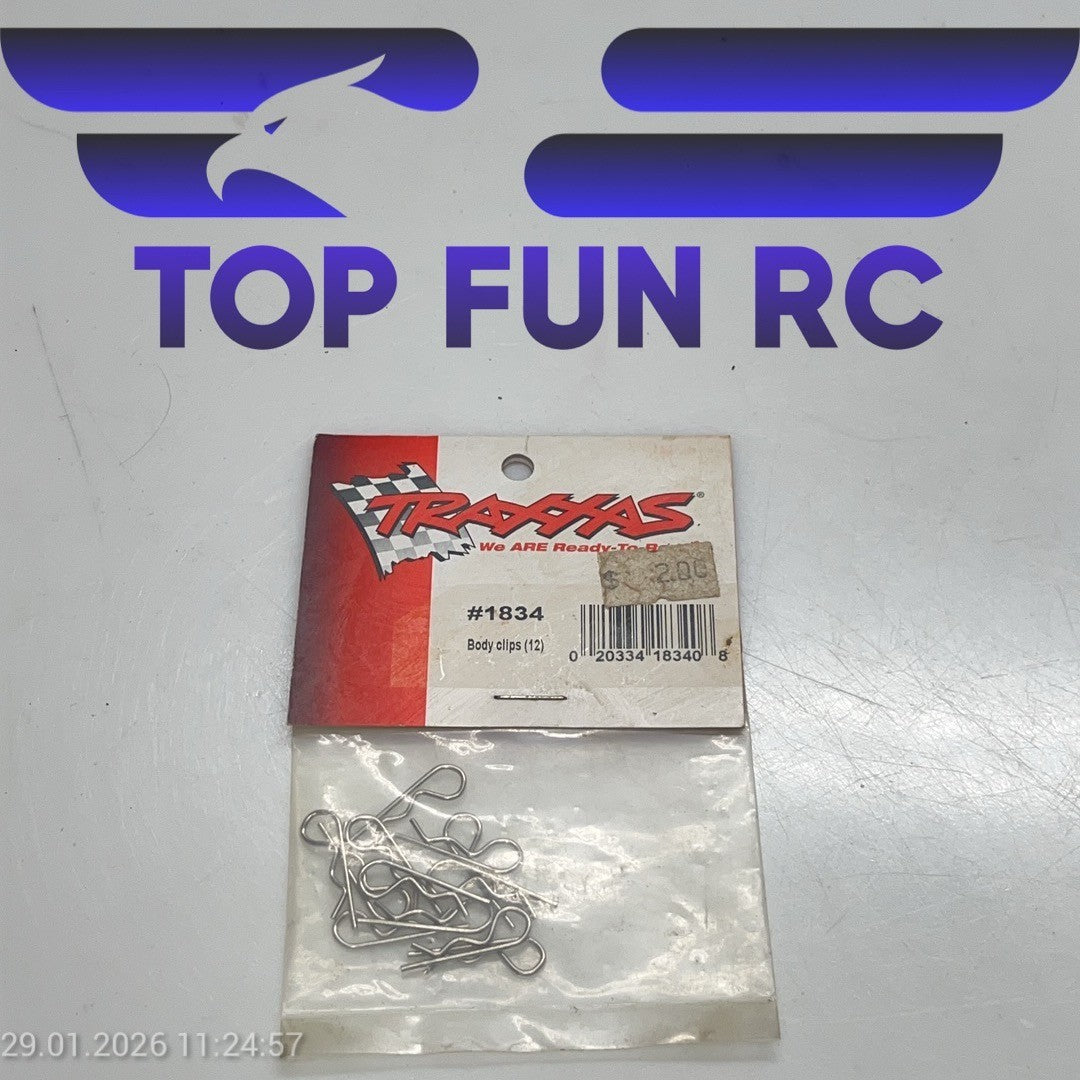 TOP FUN RC
TRAXXAS®
We ARE Ready-To-R
$ 2.00
#1834
Body clips (12)
0 20334 18340 8
29.01.2026 11:24:57